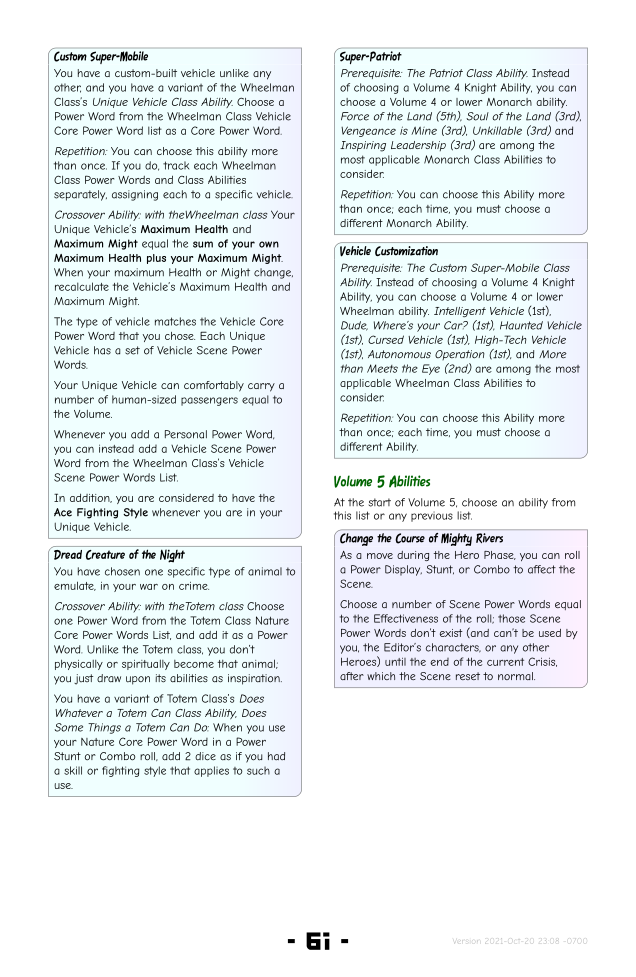 Custom Super-Mobile
You have a custom-built vehicle unlike any
other, and you have a variant of the Wheelman
Class's Unique Vehicle Class Ability. Choose a
Power Word from the Wheelman Class Vehicle
Core Power Word list as a Core Power Word.
Repetition: You can choose this ability more
than once. If you do, track each Wheelman
Class Power Words and Class Abilities
separately, assigning each to a specific vehicle.
Crossover Ability: with theWheelman class Your
Unique Vehicle's Maximum Health and
Maximum Might equal the sum of your own
Maximum Health plus your Maximum Might.
When your maximum Health or Might change,
recalculate the Vehicle's Maximum Health and
Maximum Might.
The type of vehicle matches the Vehicle Core
Power Word that you chose. Each Unique
Vehicle has a set of Vehicle Scene Power
Words.
Your Unique Vehicle can comfortably carry a
number of human-sized passengers equal to
the Volume.
Whenever you add a Personal Power Word,
you can instead add a Vehicle Scene Power
Word from the Wheelman Class's Vehicle
Scene Power Words List.
In addition, you are considered to have the
Ace Fighting Style whenever you are in your
Unique Vehicle.
Dread Creature of the Night
You have chosen one specific type of animal to
emulate, in your war on crime.
Crossover Ability: with theTotem class Choose
one Power Word from the Totem Class Nature
Core Power Words List, and add it as a Power
Word. Unlike the Totem class, you don't
physically or spiritually become that animal;
you just draw upon its abilities as inspiration.
You have a variant of Totem Class's Does
Whatever a Totem Can Class Ability, Does
Some Things a Totem Can Do: When you use
your Nature Core Power Word in a Power
Stunt or Combo roll, add 2 dice as if you had
a skill or fighting style that applies to such a
use.
Super-Patriot
Prerequisite: The Patriot Class Ability. Instead
of choosing a Volume 4 Knight Ability, you can
choose a Volume 4 or lower Monarch ability.
Force of the Land (5th), Soul of the Land (3rd),
Vengeance is Mine (3rd), Unkillable (3rd) and
Inspiring Leadership (3rd) are among the
most applicable Monarch Class Abilities to
consider.
Repetition: You can choose this Ability more
than once; each time, you must choose a
different Monarch Ability.
Vehicle Customization
Prerequisite: The Custom Super-Mobile Class
Ability. Instead of choosing a Volume 4 Knight
Ability, you can choose a Volume 4 or lower
Wheelman ability. Intelligent Vehicle (1st),
Dude, Where's your Car? (1st), Haunted Vehicle
(1st), Cursed Vehicle (1st), High-Tech Vehicle
(1st), Autonomous Operation (1st), and More
than Meets the Eye (2nd) are among the most
applicable Wheelman Class Abilities to
consider.
Repetition: You can choose this Ability more
than once; each time, you must choose a
different Ability.
Volume 5 Abilities
At the start of Volume 5, choose an ability from
this list or any previous list.
Change the Course of Mighty Rivers
As a move during the Hero Phase, you can roll
a Power Display, Stunt, or Combo to affect the
Scene.
Choose a number of Scene Power Words equal
to the Effectiveness of the roll; those Scene
Power Words don't exist (and can't be used by
you, the Editor's characters, or any other
Heroes) until the end of the current Crisis,
after which the Scene reset to normal.
- 61 -
Version 2021-Oct-20 23:08 -0700